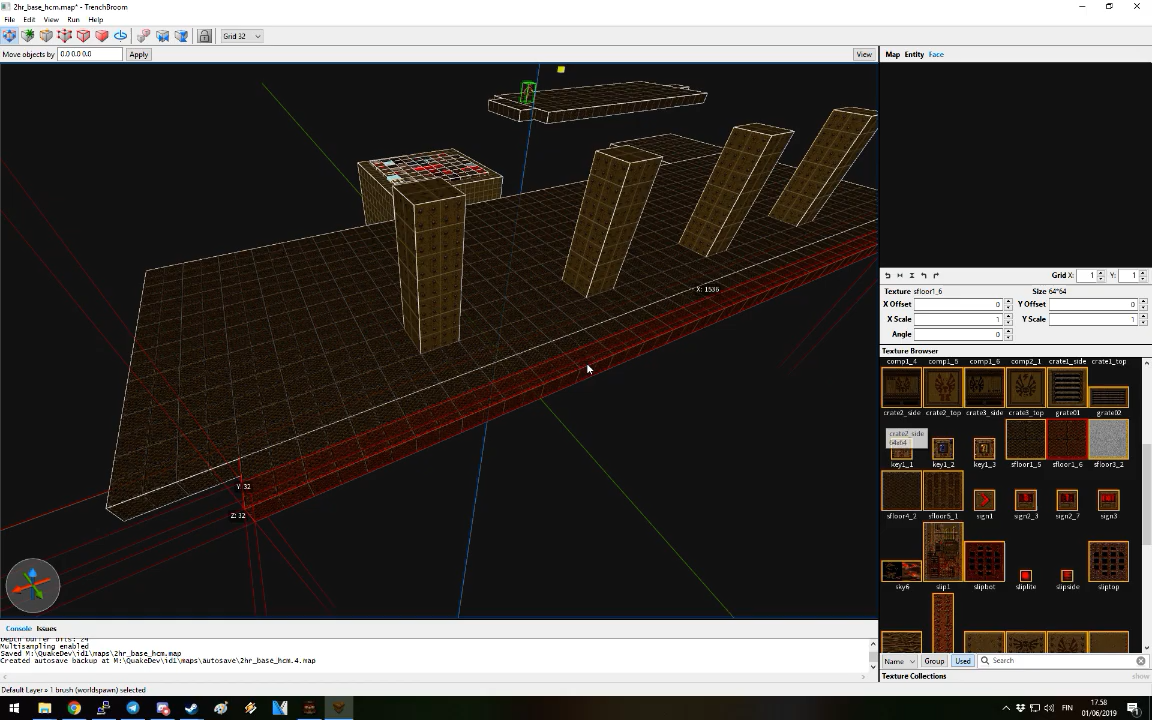 2hr_base_hcm.map* - TrenchBroom
File Edit View Run Help
Grid 32
Move objects by 0.0 0.0 0.0 Apply View
Map Entity Face
X: 1536
Y: 32
Z: 32
Grid X: 1 Y: 1
Texture sfloor1_6 Size 64*64
X Offset 0 Y Offset 0
X Scale 1 Y Scale 1
Angle 0
Texture Browser
comp1_4 comp1_5 comp1_6 comp2_1 crate1_side crate1_top
crate2_side crate2_top crate3_side crate3_top grate01 grate02
crate2_side
64x64
key1_1 key1_2 key1_3 sfloor1_5 sfloor1_6 sfloor3_2
sfloor4_2 sfloor5_1 sign1 sign2_3 sign2_7 sign3
sky6 slip1 slipbot sliplite slipside sliptop
Name Group Used Search
Texture Collections show
Console Issues
Depth buffer bits: 24
Multisampling enabled
Saved M:\QuakeDev\id1\maps\2hr_base_hcm.map
Created autosave backup at M:\QuakeDev\id1\maps\autosave\2hr_base_hcm.4.map
Default Layer » 1 brush (worldspawn) selected
FIN
17.58
01/06/2019